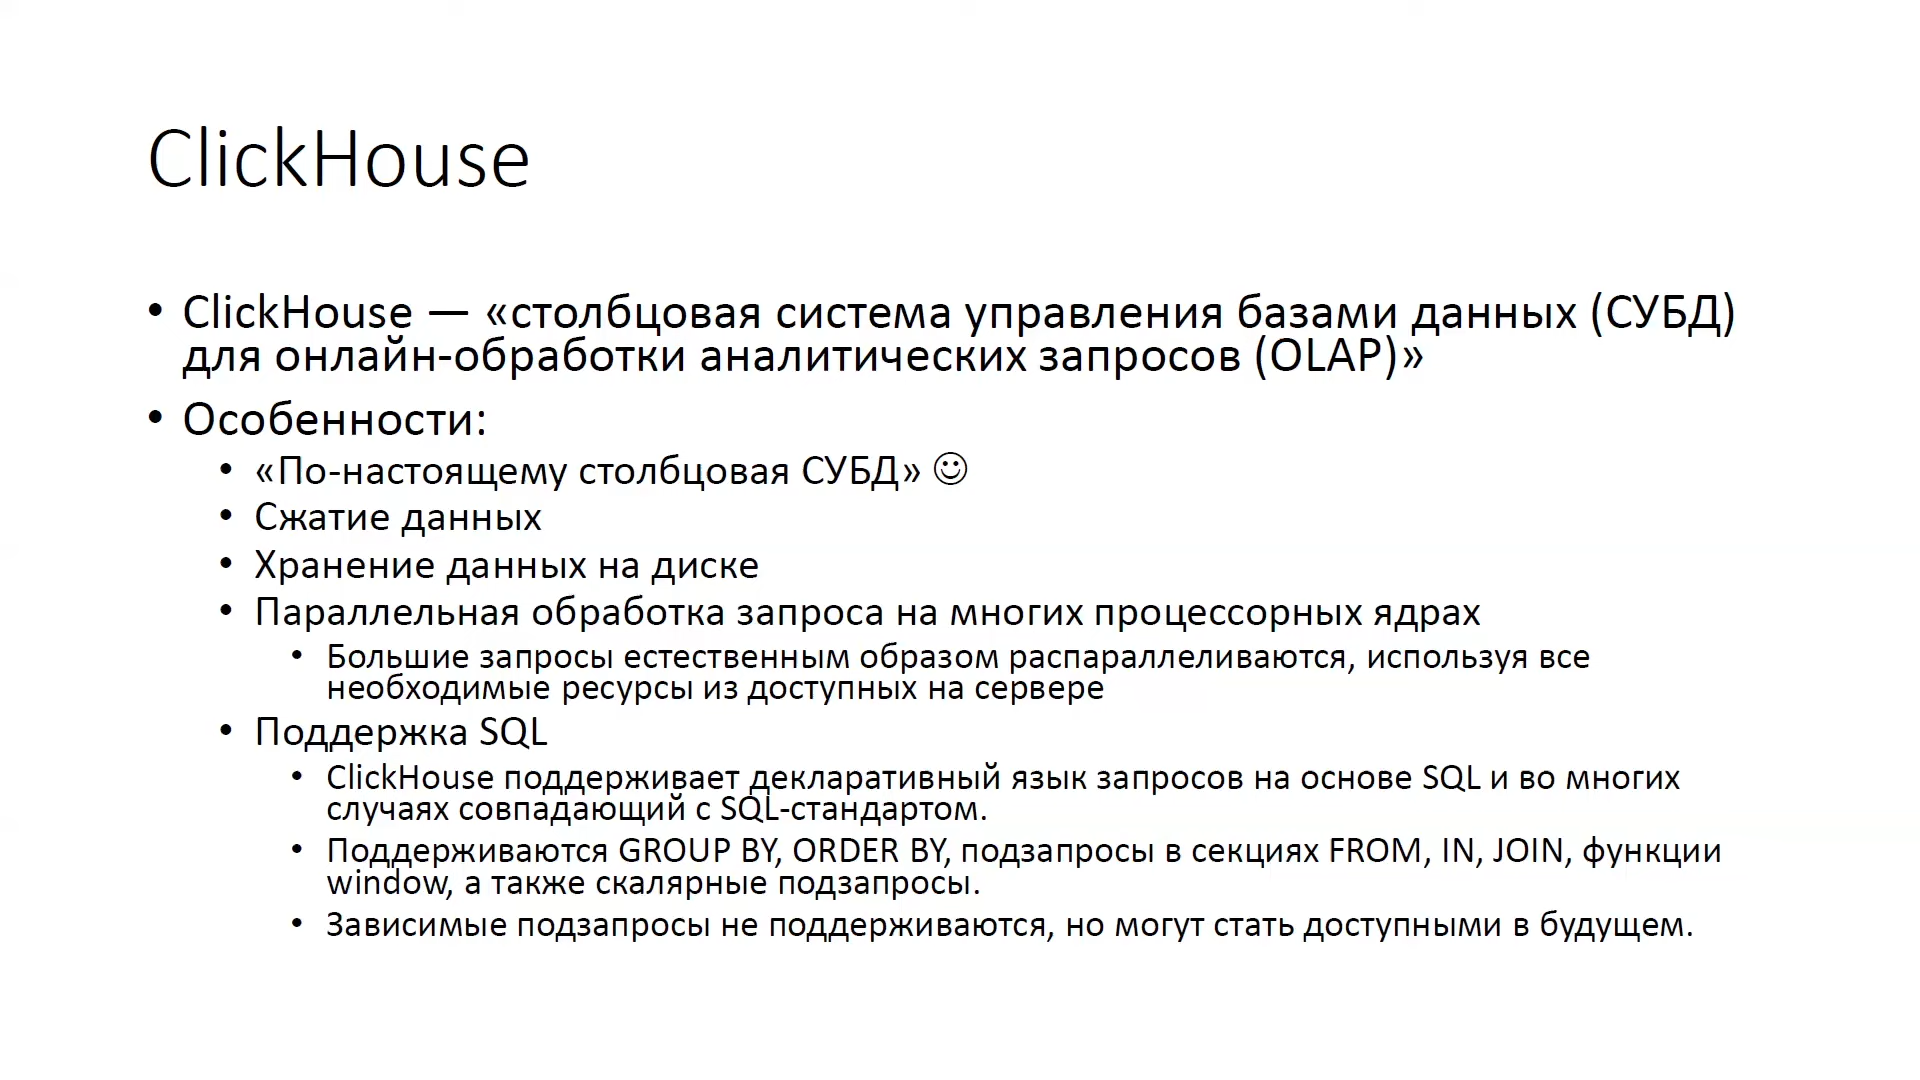 ClickHouse
• ClickHouse — «столбцовая система управления базами данных (СУБД)
для онлайн-обработки аналитических запросов (OLAP)»
• Особенности:
• «По-настоящему столбцовая СУБД» ☺
• Сжатие данных
• Хранение данных на диске
• Параллельная обработка запроса на многих процессорных ядрах
• Большие запросы естественным образом распараллеливаются, используя все
необходимые ресурсы из доступных на сервере
• Поддержка SQL
• ClickHouse поддерживает декларативный язык запросов на основе SQL и во многих
случаях совпадающий с SQL-стандартом.
• Поддерживаются GROUP BY, ORDER BY, подзапросы в секциях FROM, IN, JOIN, функции
window, а также скалярные подзапросы.
• Зависимые подзапросы не поддерживаются, но могут стать доступными в будущем.